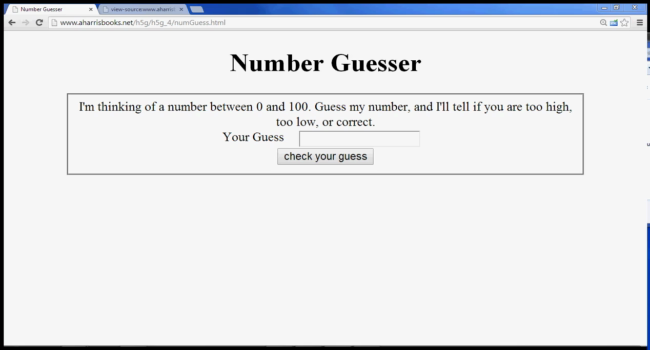 Number Guesser
view-source:www.aharris
www.aharrisbooks.net/h5g/h5g_4/numGuess.html
Number Guesser
I'm thinking of a number between 0 and 100. Guess my number, and I'll tell if you are too high,
too low, or correct.
Your Guess
check your guess